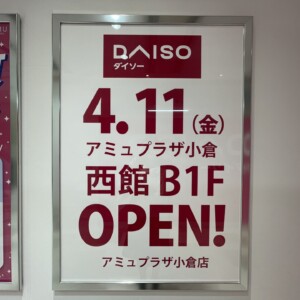 DAISO
ダイソー
4.11(金)
アミュプラザ小倉
西館 B1F
OPEN!
アミュプラザ小倉店